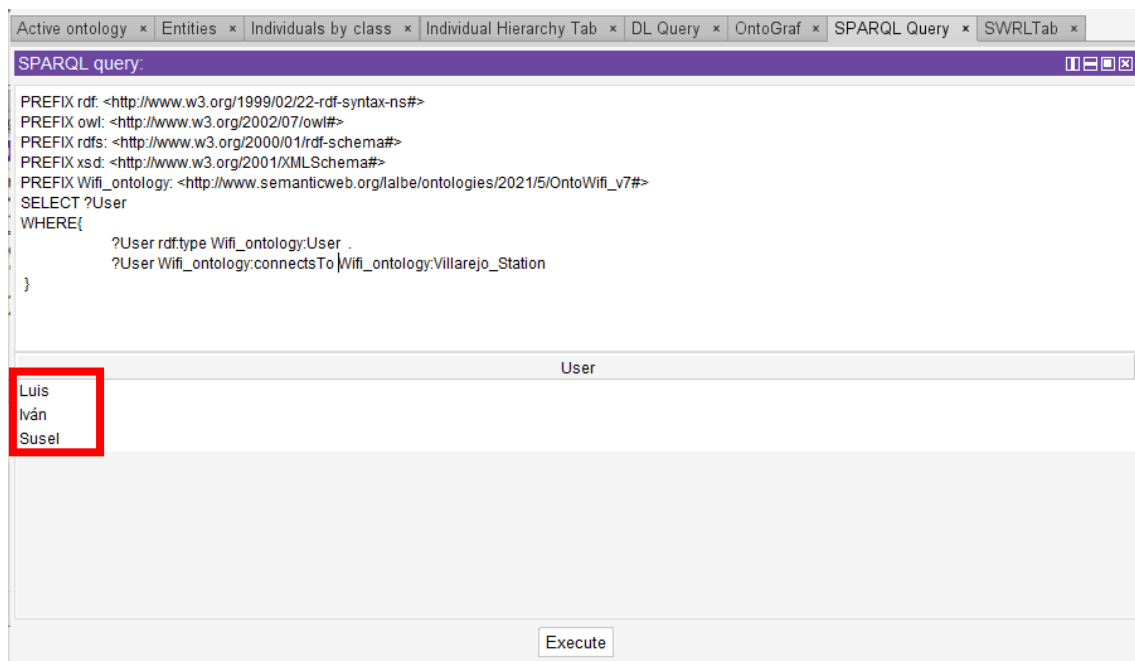 Active ontology × Entities × Individuals by class × Individual Hierarchy Tab × DL Query × OntoGraf × SPARQL Query × SWRLTab ×
SPARQL query:
PREFIX rdf: <http://www.w3.org/1999/02/22-rdf-syntax-ns#>
PREFIX owl: <http://www.w3.org/2002/07/owl#>
PREFIX rdfs: <http://www.w3.org/2000/01/rdf-schema#>
PREFIX xsd: <http://www.w3.org/2001/XMLSchema#>
PREFIX Wifi_ontology: <http://www.semanticweb.org/lalbe/ontologies/2021/5/OntoWifi_v7#>
SELECT ?User
WHERE{
?User rdf:type Wifi_ontology:User .
?User Wifi_ontology:connectsTo Wifi_ontology:Villarejo_Station
}
User
Luis
Iván
Susel
Execute